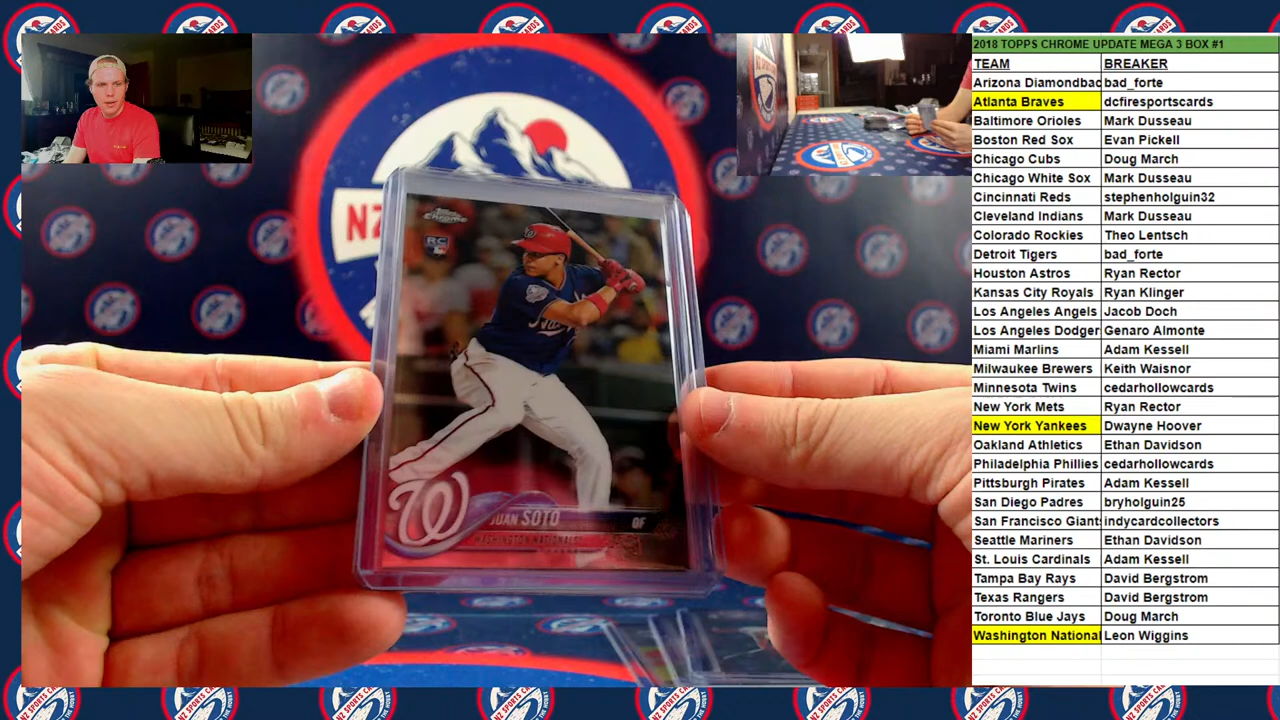 2018 TOPPS CHROME UPDATE MEGA 3 BOX #1
TEAM BREAKER
Arizona Diamondbac bad_forte
Atlanta Braves dcfiresportscards
Baltimore Orioles Mark Dusseau
Boston Red Sox Evan Pickell
Chicago Cubs Doug March
Chicago White Sox Mark Dusseau
Cincinnati Reds stephenholguin32
Cleveland Indians Mark Dusseau
Colorado Rockies Theo Lentsch
Detroit Tigers bad_forte
Houston Astros Ryan Rector
Kansas City Royals Ryan Klinger
Los Angeles Angels Jacob Doch
Los Angeles Dodger Genaro Almonte
Miami Marlins Adam Kessell
Milwaukee Brewers Keith Waisnor
Minnesota Twins cedarhollowcards
New York Mets Ryan Rector
New York Yankees Dwayne Hoover
Oakland Athletics Ethan Davidson
Philadelphia Phillies cedarhollowcards
Pittsburgh Pirates Adam Kessell
San Diego Padres bryholguin25
San Francisco Giants indycardcollectors
Seattle Mariners Ethan Davidson
St. Louis Cardinals Adam Kessell
Tampa Bay Rays David Bergstrom
Texas Rangers David Bergstrom
Toronto Blue Jays Doug March
Washington National Leon Wiggins
NZ
Topps
Chrome
RC
W
JUAN SOTO OF
WASHINGTON NATIONALS